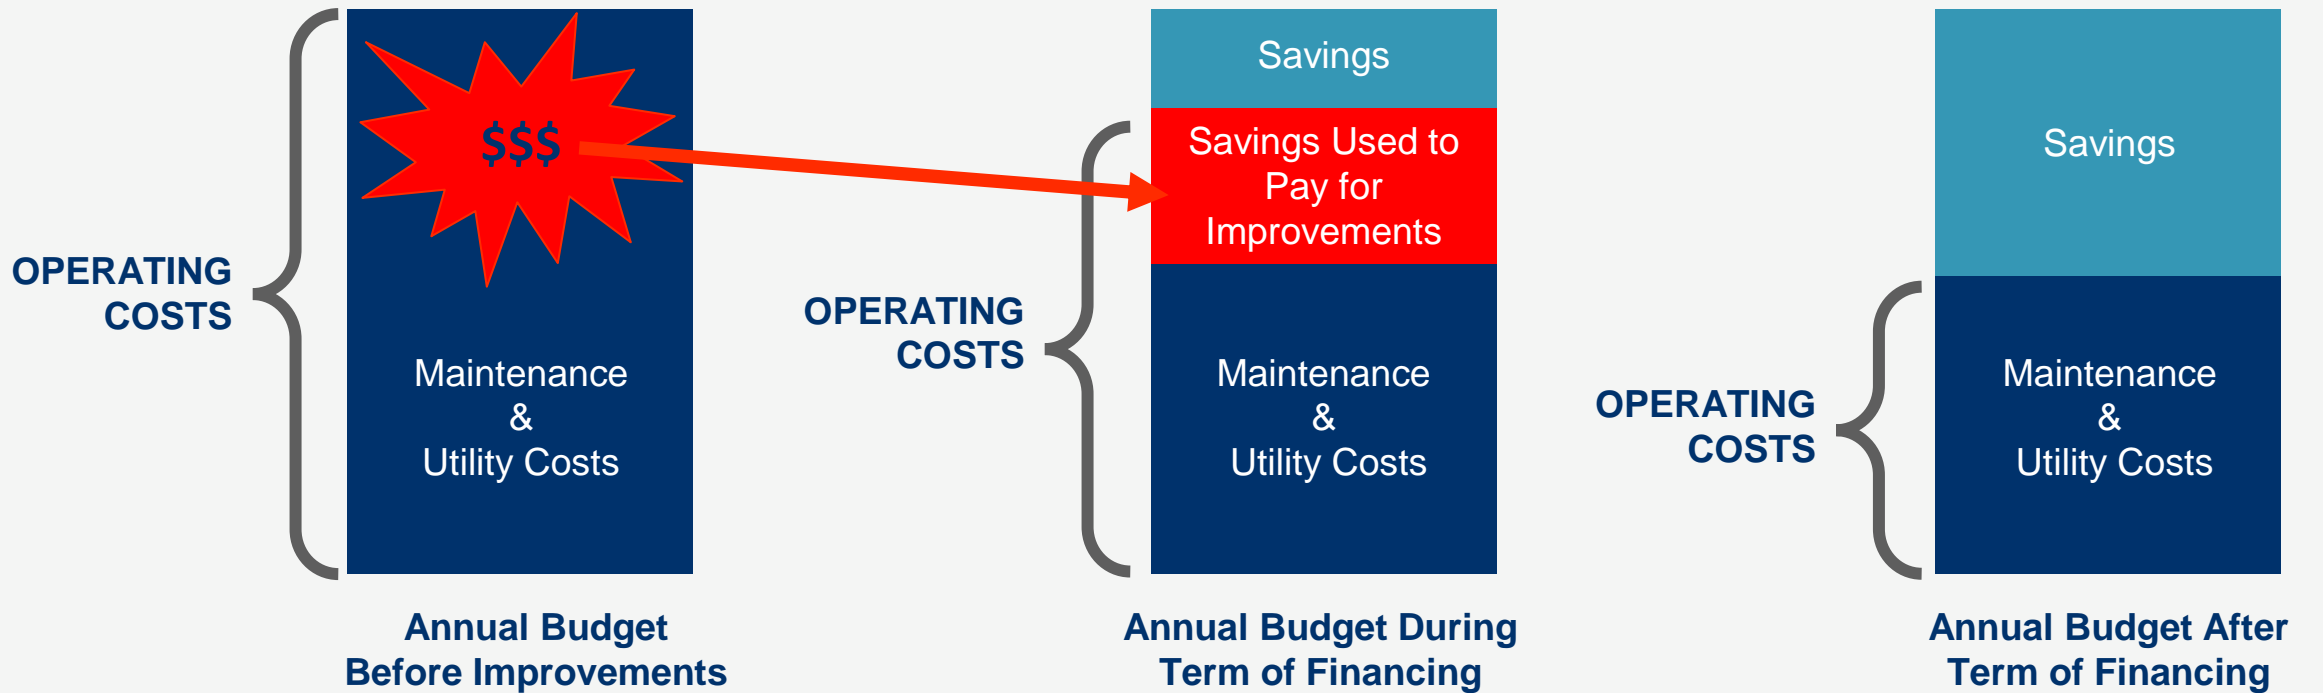 OPERATING
COSTS
$$$
Maintenance
&
Utility Costs
Annual Budget
Before Improvements
OPERATING
COSTS
Savings
Savings Used to
Pay for
Improvements
Maintenance
&
Utility Costs
Annual Budget During
Term of Financing
OPERATING
COSTS
Savings
Maintenance
&
Utility Costs
Annual Budget After
Term of Financing